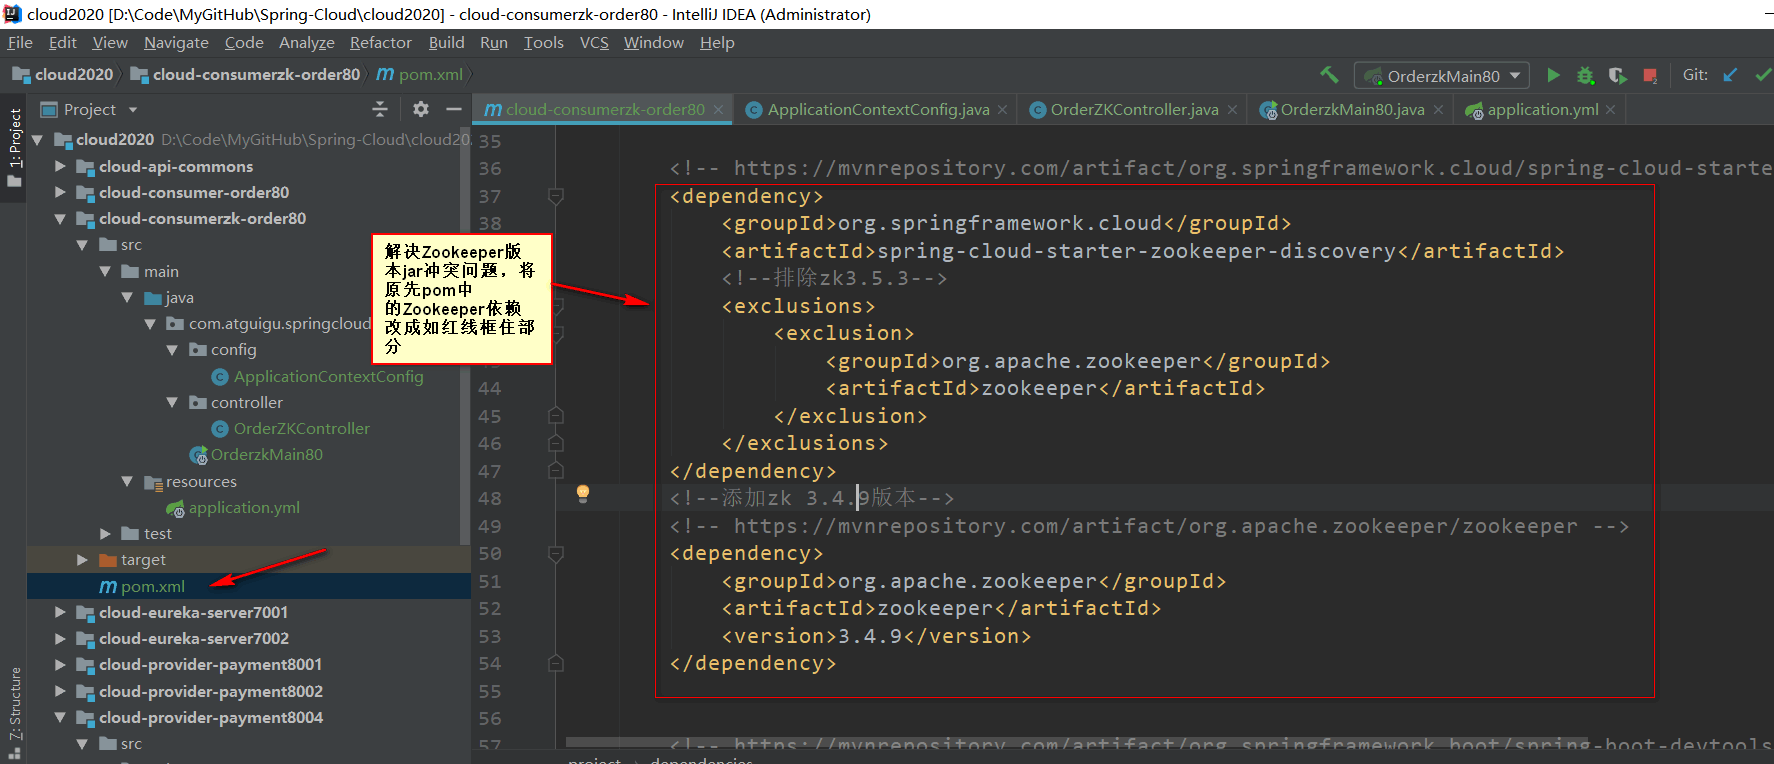 cloud2020 [D:\Code\MyGitHub\Spring-Cloud\cloud2020] - cloud-consumerzk-order80 - IntelliJ IDEA (Administrator)
File Edit View Navigate Code Analyze Refactor Build Run Tools VCS Window Help
cloud2020 cloud-consumerzk-order80 pom.xml OrderzkMain80 Git:
Project
cloud-consumerzk-order80 ApplicationContextConfig.java OrderZKController.java OrderzkMain80.java application.yml
1: Project
Z: Structure
cloud2020 D:\Code\MyGitHub\Spring-Cloud\cloud20
cloud-api-commons
cloud-consumer-order80
cloud-consumerzk-order80
src
main
java
com.atguigu.springcloud
config
ApplicationContextConfig
controller
OrderZKController
OrderzkMain80
resources
application.yml
test
target
pom.xml
cloud-eureka-server7001
cloud-eureka-server7002
cloud-provider-payment8001
cloud-provider-payment8002
cloud-provider-payment8004
src
解决Zookeeper版
本jar冲突问题，将
原先pom中
的Zookeeper依赖
改成如红线框住部
分
35
36 <!-- https://mvnrepository.com/artifact/org.springframework.cloud/spring-cloud-starte
37 <dependency>
38 <groupId>org.springframework.cloud</groupId>
<artifactId>spring-cloud-starter-zookeeper-discovery</artifactId>
<!--排除zk3.5.3-->
<exclusions>
<exclusion>
<groupId>org.apache.zookeeper</groupId>
44 <artifactId>zookeeper</artifactId>
45 </exclusion>
46 </exclusions>
47 </dependency>
48 <!--添加zk 3.4.9版本-->
49 <!-- https://mvnrepository.com/artifact/org.apache.zookeeper/zookeeper -->
50 <dependency>
51 <groupId>org.apache.zookeeper</groupId>
52 <artifactId>zookeeper</artifactId>
53 <version>3.4.9</version>
54 </dependency>
55
56
57 <!-- https://mvnrepository.com/artifact/org.springframework.boot/spring-boot-devtools
project dependencies